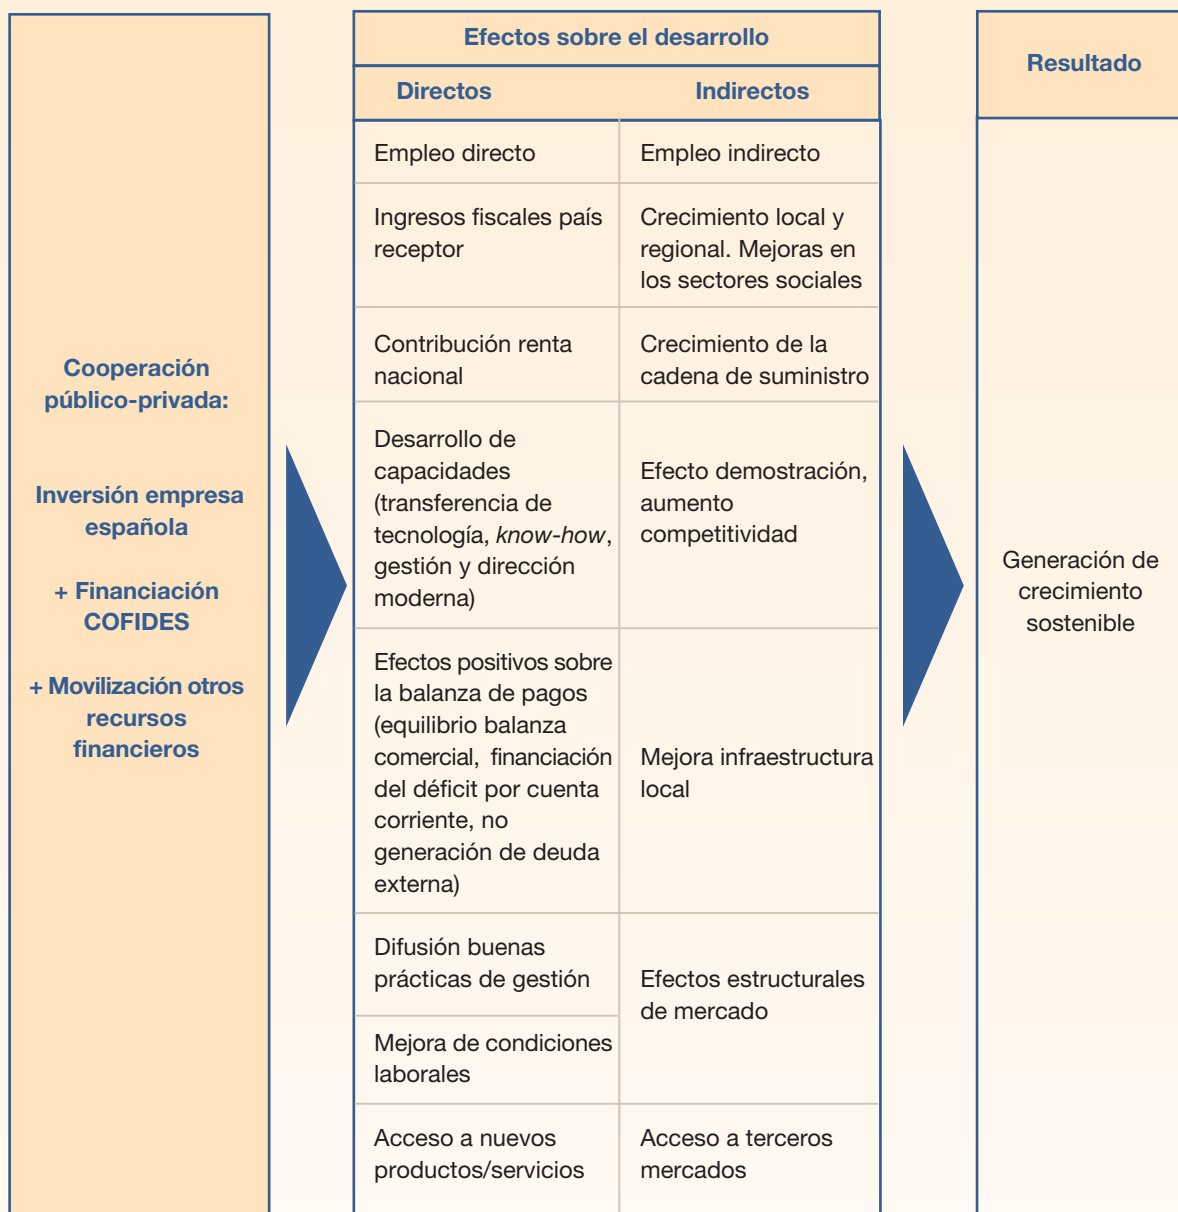 Cooperación
público-privada:
Inversión empresa
española
+ Financiación
COFIDES
+ Movilización otros
recursos
financieros
Efectos sobre el desarrollo
Directos
Indirectos
Empleo directo
Empleo indirecto
Ingresos fiscales país
receptor
Crecimiento local y
regional. Mejoras en
los sectores sociales
Contribución renta
nacional
Crecimiento de la
cadena de suministro
Desarrollo de
capacidades
(transferencia de
tecnología, know-how,
gestión y dirección
moderna)
Efecto demostración,
aumento
competitividad
Efectos positivos sobre
la balanza de pagos
(equilibrio balanza
comercial, financiación
del déficit por cuenta
corriente, no
generación de deuda
externa)
Mejora infraestructura
local
Difusión buenas
prácticas de gestión
Mejora de condiciones
laborales
Efectos estructurales
de mercado
Acceso a nuevos
productos/servicios
Acceso a terceros
mercados
Resultado
Generación de
crecimiento
sostenible